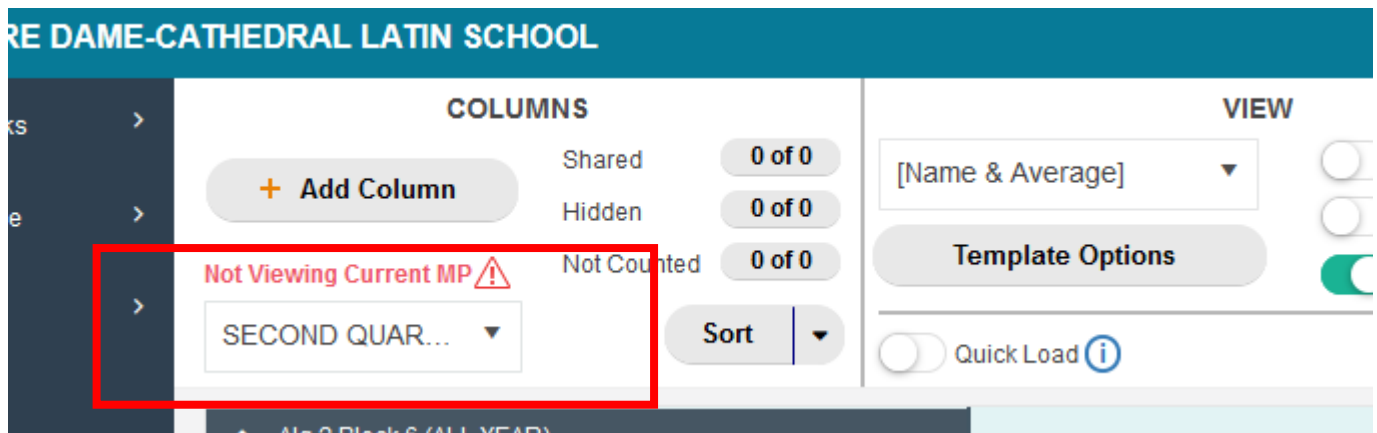 RE DAME-CATHEDRAL LATIN SCHOOL
ks
e
COLUMNS
+ Add Column
Shared 0 of 0
Hidden 0 of 0
Not Counted 0 of 0
Not Viewing Current MP
SECOND QUAR...
Sort
VIEW
[Name & Average]
Template Options
Quick Load